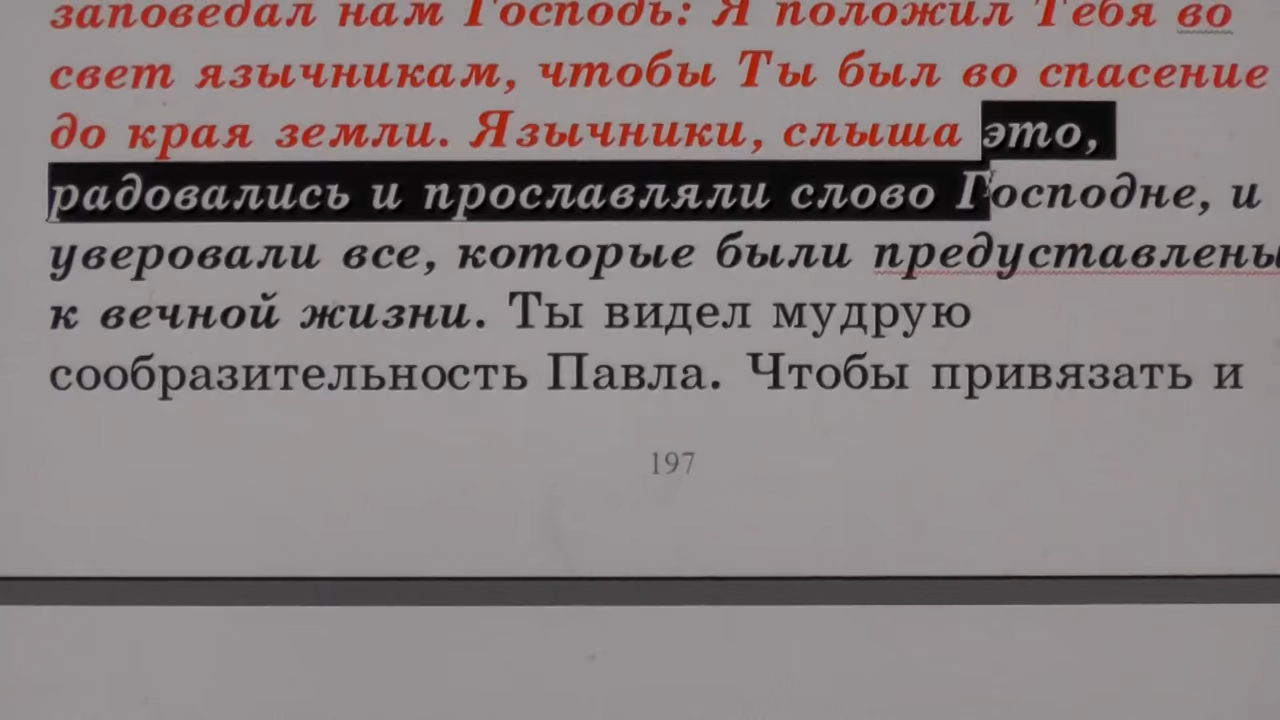 заповедал нам Господь: Я положил Тебя во
свет язычникам, чтобы Ты был во спасение
до края земли. Язычники, слыша это,
радовались и прославляли слово Господне, и
уверовали все, которые были предуставлены
к вечной жизни. Ты видел мудрую
сообразительность Павла. Чтобы привязать и
197